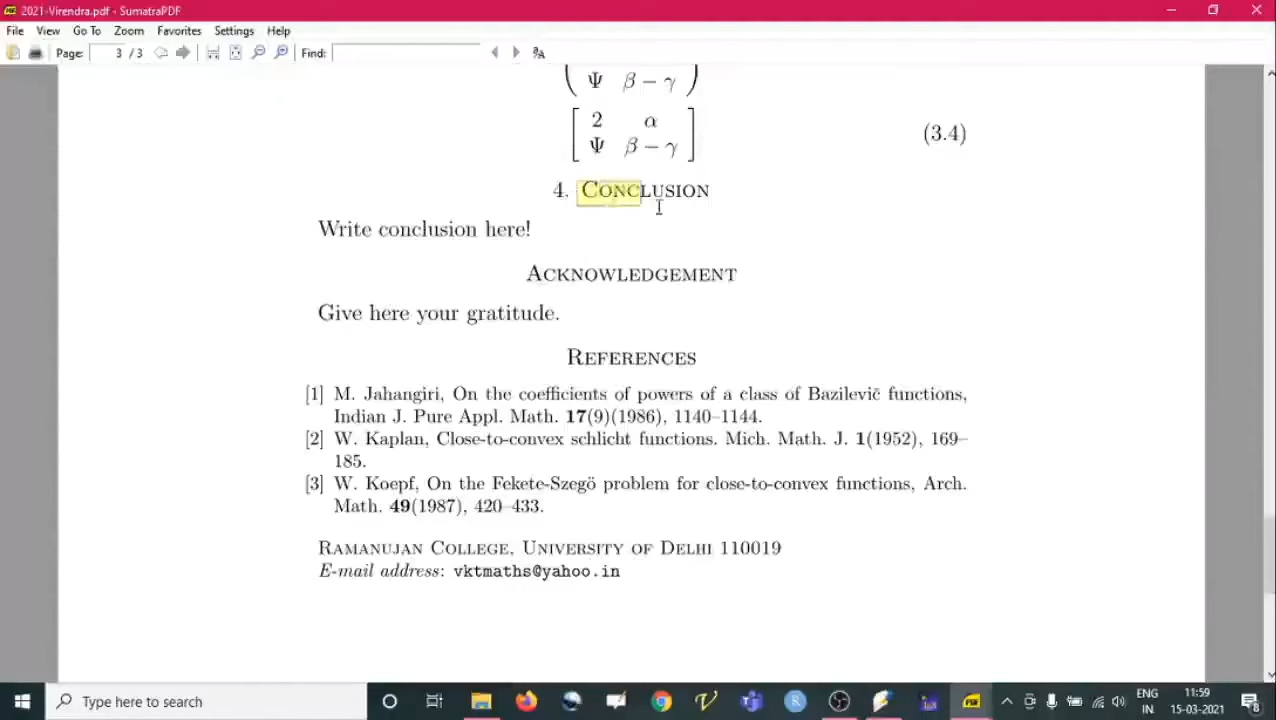 2021-Virendra.pdf - SumatraPDF
File View Go To Zoom Favorites Settings Help
Page: 3 / 3 Find:
Ψ β − γ
2 α
Ψ β − γ
(3.4)
4. Conclusion
Write conclusion here!
Acknowledgement
Give here your gratitude.
References
[1] M. Jahangiri, On the coefficients of powers of a class of Bazilevič functions,
Indian J. Pure Appl. Math. 17(9)(1986), 1140–1144.
[2] W. Kaplan, Close-to-convex schlicht functions. Mich. Math. J. 1(1952), 169–
185.
[3] W. Koepf, On the Fekete-Szegö problem for close-to-convex functions, Arch.
Math. 49(1987), 420–433.
Ramanujan College, University of Delhi 110019
E-mail address: vktmaths@yahoo.in
Type here to search
ENG
IN
11:59
15-03-2021
8